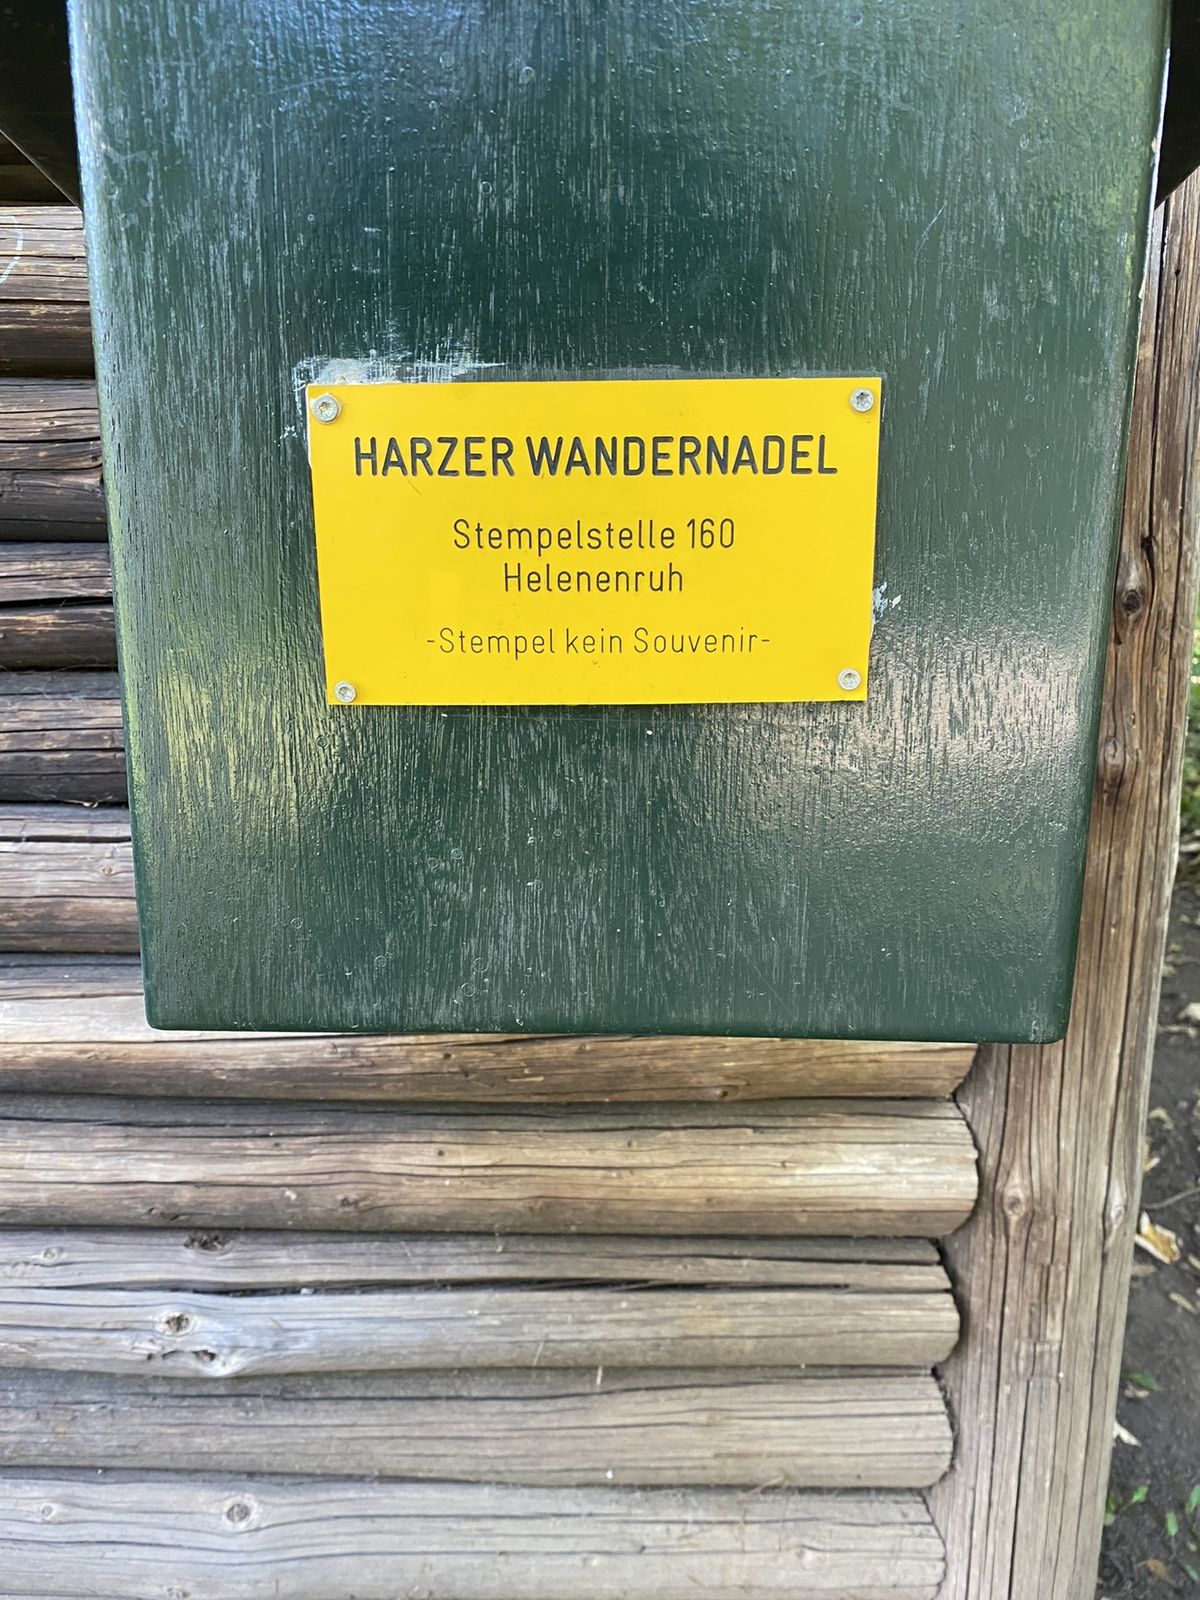 HARZER WANDERNADEL
Stempelstelle 160
Helenenruh
-Stempel kein Souvenir-